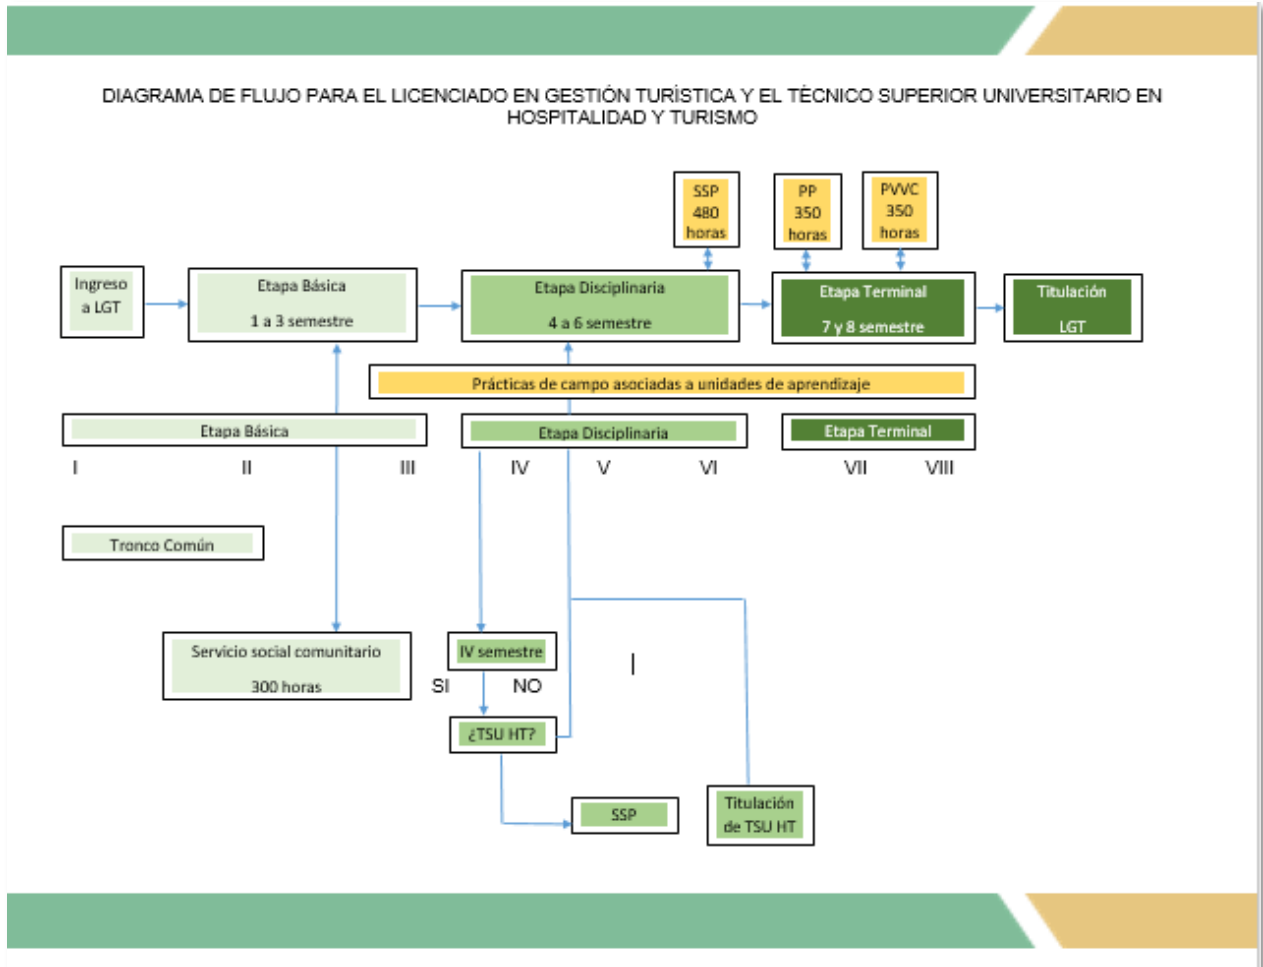 DIAGRAMA DE FLUJO PARA EL LICENCIADO EN GESTIÓN TURÍSTICA Y EL TÉCNICO SUPERIOR UNIVERSITARIO EN
HOSPITALIDAD Y TURISMO
SSP
480
horas
PP
350
horas
PVVC
350
horas
Ingreso
a LGT
Etapa Básica
1 a 3 semestre
Etapa Disciplinaria
4 a 6 semestre
Etapa Terminal
7 y 8 semestre
Titulación
LGT
Prácticas de campo asociadas a unidades de aprendizaje
Etapa Básica
Etapa Disciplinaria
Etapa Terminal
I II III IV V VI VII VIII
Tronco Común
Servicio social comunitario
300 horas
IV semestre
SI NO
¿TSU HT?
SSP
Titulación
de TSU HT